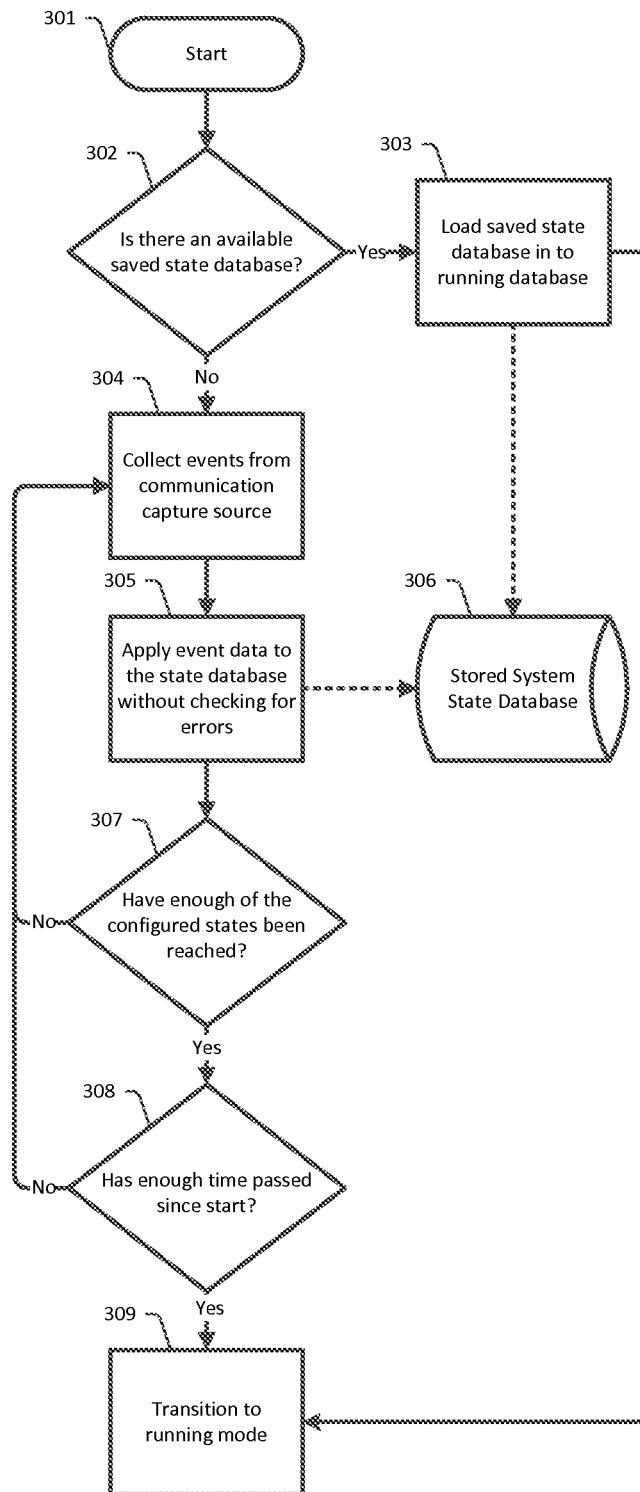 301
Start
302
Is there an available
saved state database?
Yes
303
Load saved state
database in to
running database
No
304
Collect events from
communication
capture source
305
Apply event data to
the state database
without checking for
errors
306
Stored System
State Database
307
Have enough of the
configured states been
reached?
No
Yes
308
Has enough time passed
since start?
No
Yes
309
Transition to
running mode